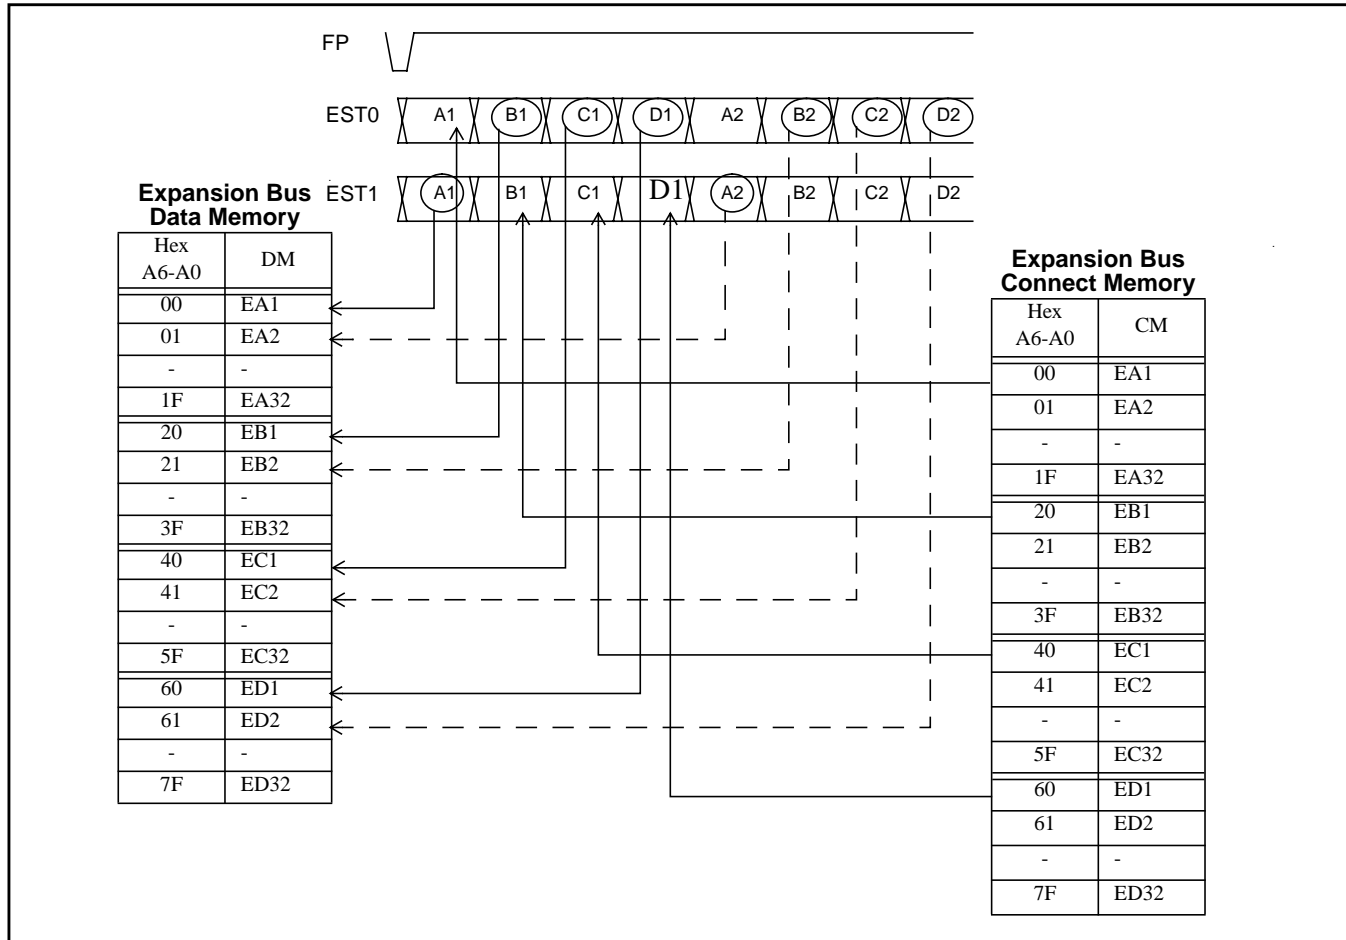 FP
EST0 A1 B1 C1 D1 A2 B2 C2 D2
EST1 A1 B1 C1 D1 A2 B2 C2 D2
Expansion Bus
Data Memory
Hex
A6-A0 DM
00 EA1
01 EA2
- -
1F EA32
20 EB1
21 EB2
- -
3F EB32
40 EC1
41 EC2
- -
5F EC32
60 ED1
61 ED2
- -
7F ED32
Expansion Bus
Connect Memory
Hex
A6-A0 CM
00 EA1
01 EA2
- -
1F EA32
20 EB1
21 EB2
- -
3F EB32
40 EC1
41 EC2
- -
5F EC32
60 ED1
61 ED2
- -
7F ED32